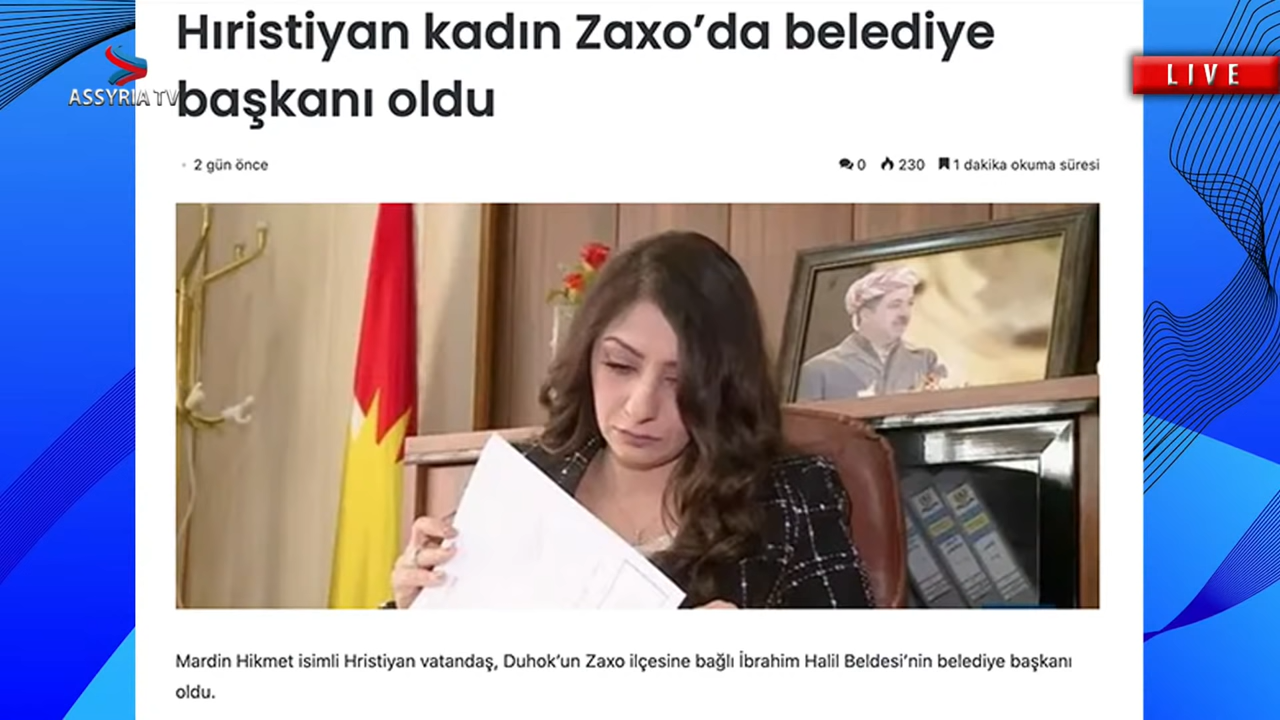 Hıristiyan kadın Zaxo’da belediye
başkanı oldu
ASSYRIA TV
LIVE
2 gün önce
0 230 1 dakika okuma süresi
Mardin Hikmet isimli Hristiyan vatandaş, Duhok’un Zaxo ilçesine bağlı İbrahim Halil Beldesi’nin belediye başkanı
oldu.